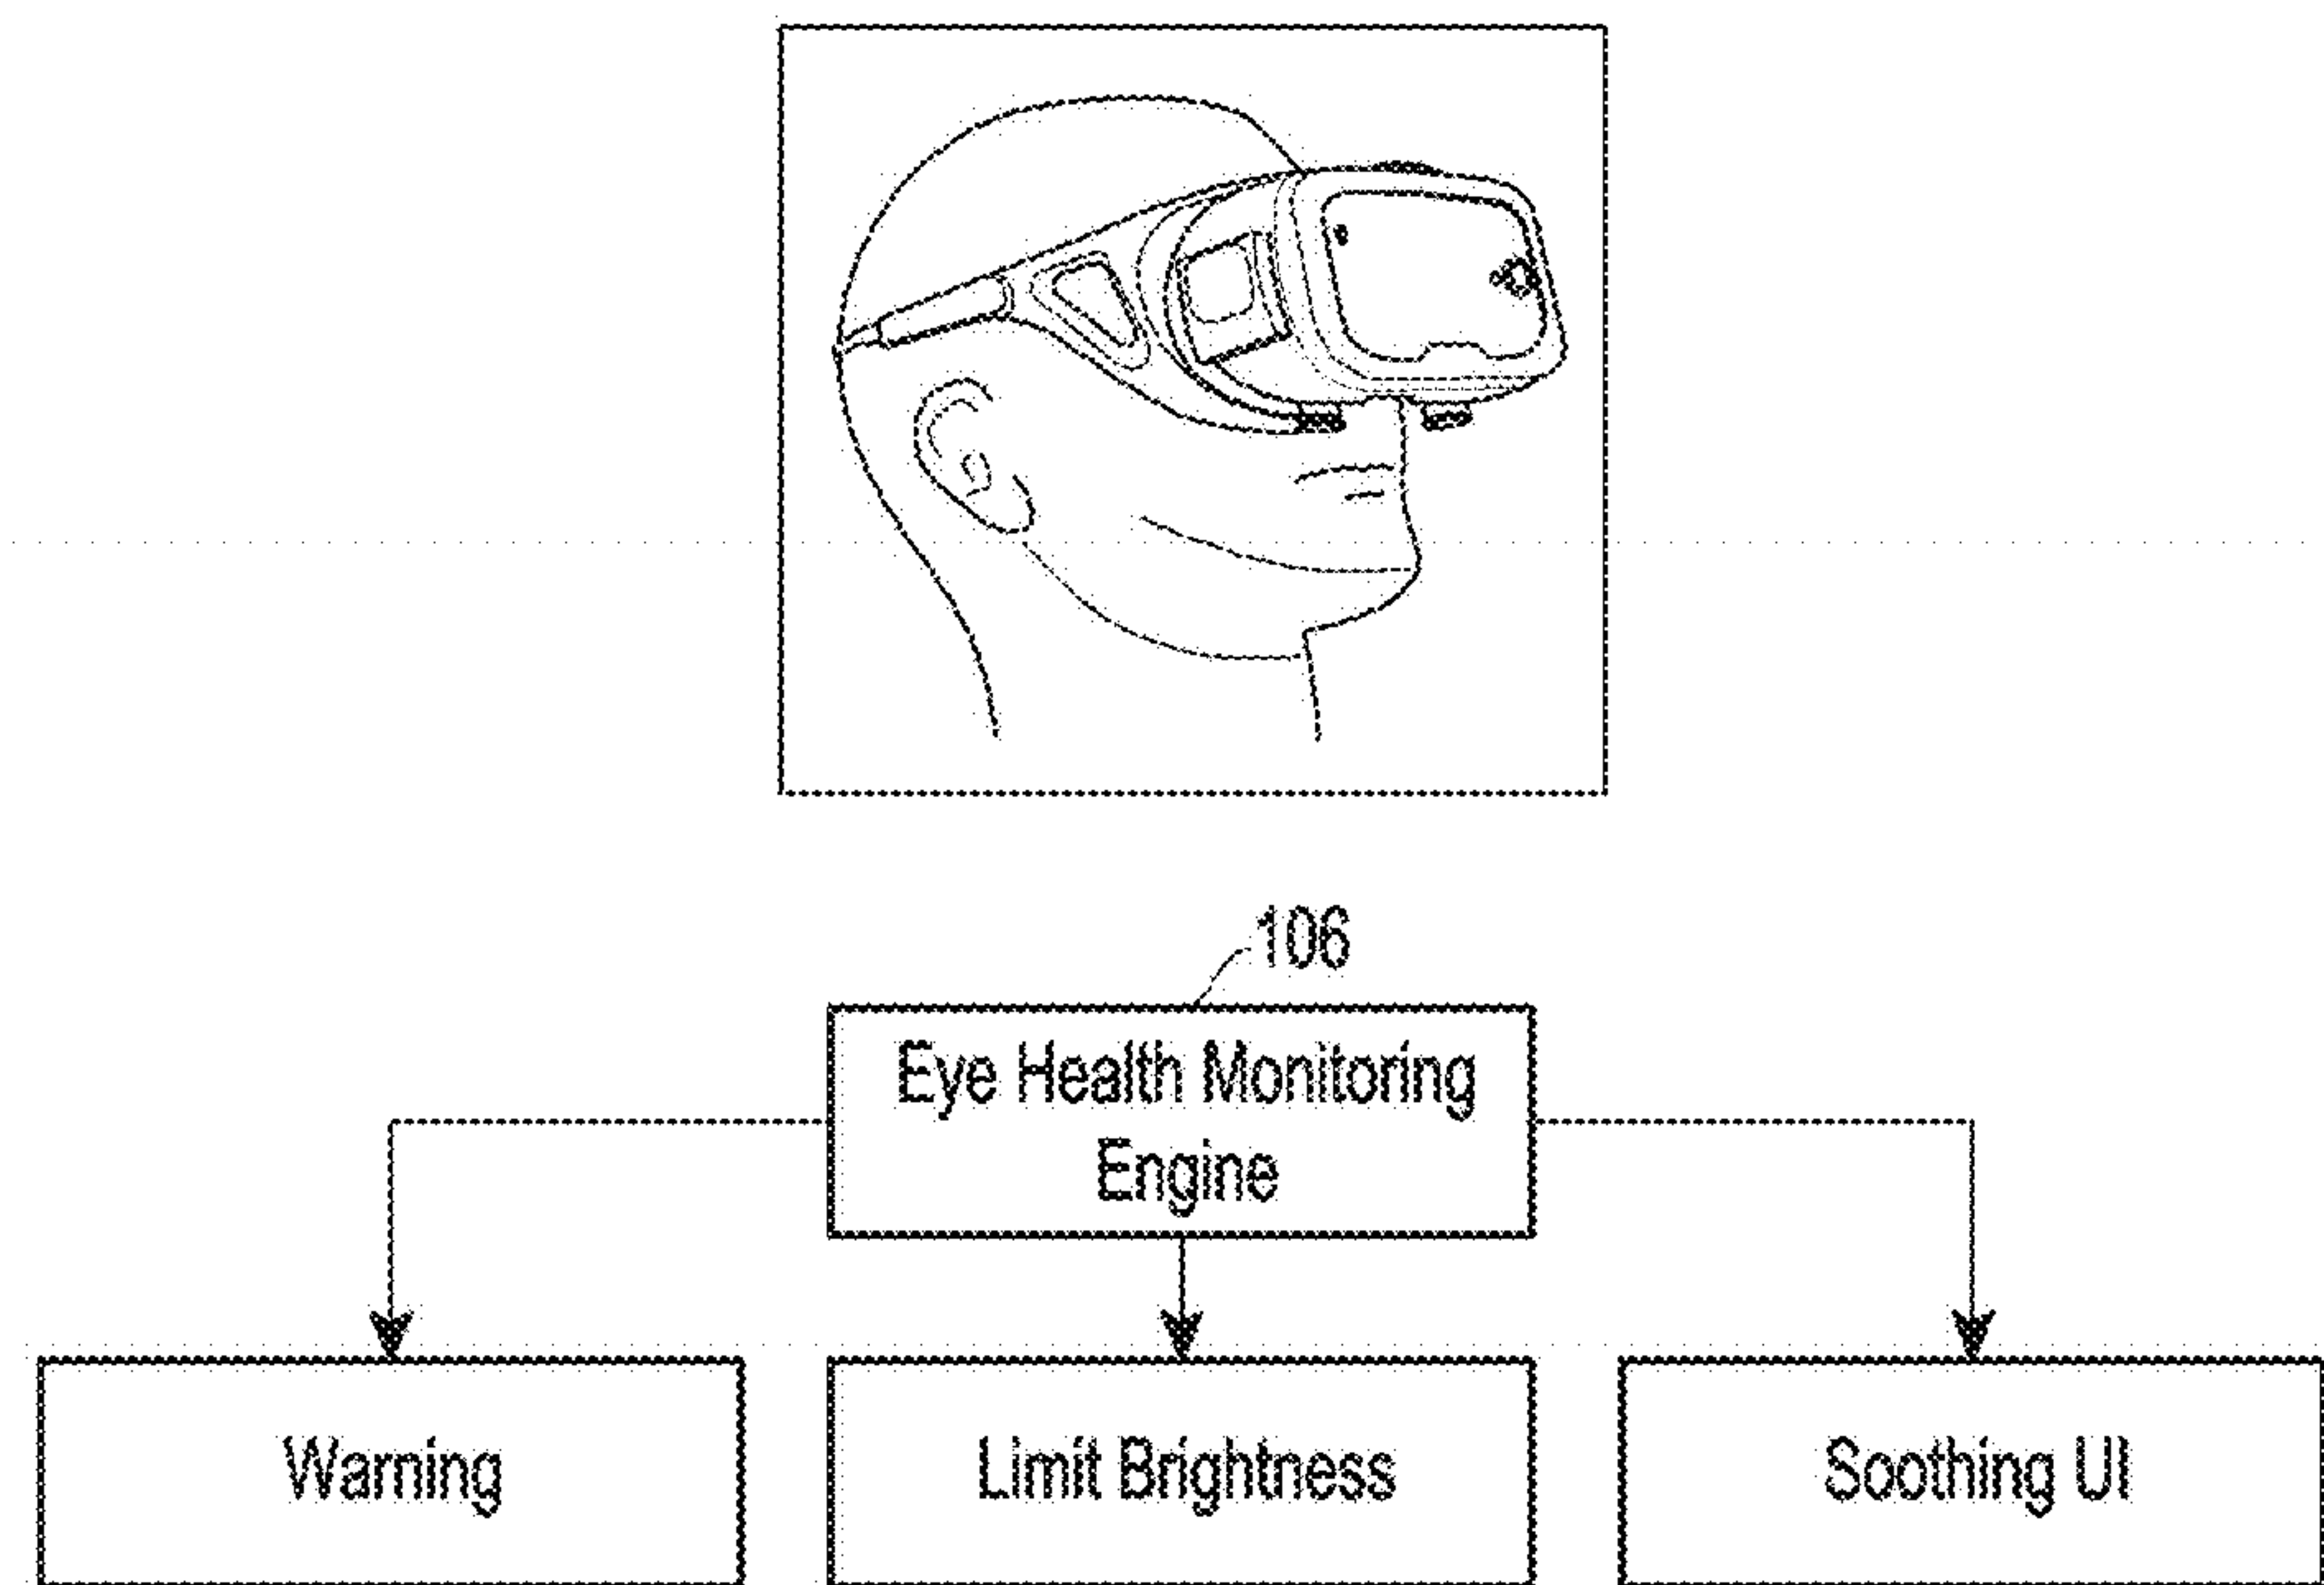 106
Eye Health Monitoring
Engine
Warning
Limit Brightness
Soothing UI